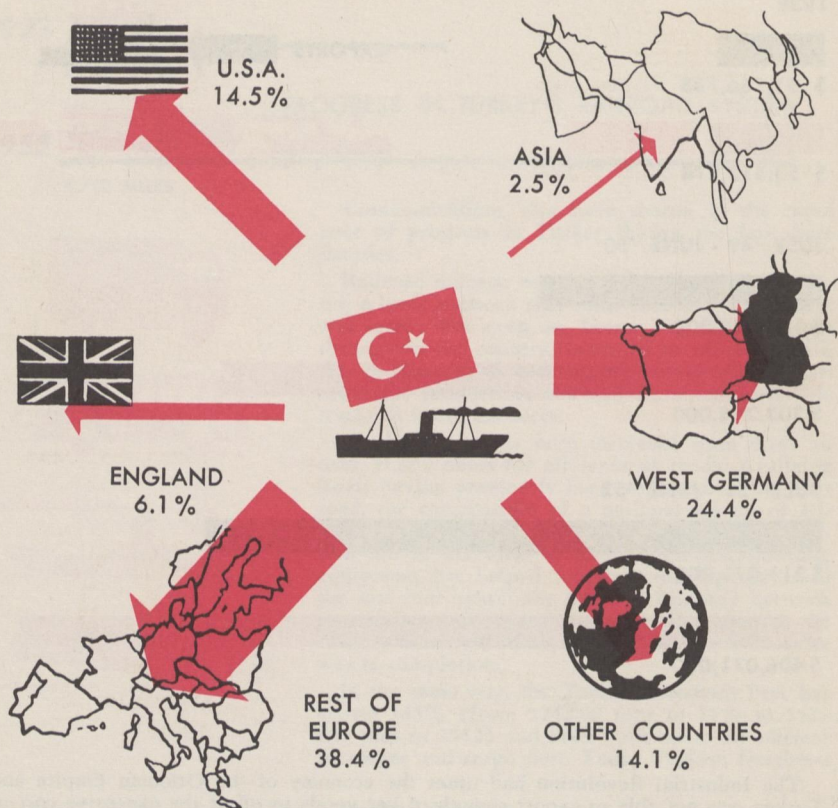 U.S.A.
14.5%
ASIA
2.5%
ENGLAND
6.1%
WEST GERMANY
24.4%
REST OF
EUROPE
38.4%
OTHER COUNTRIES
14.1%